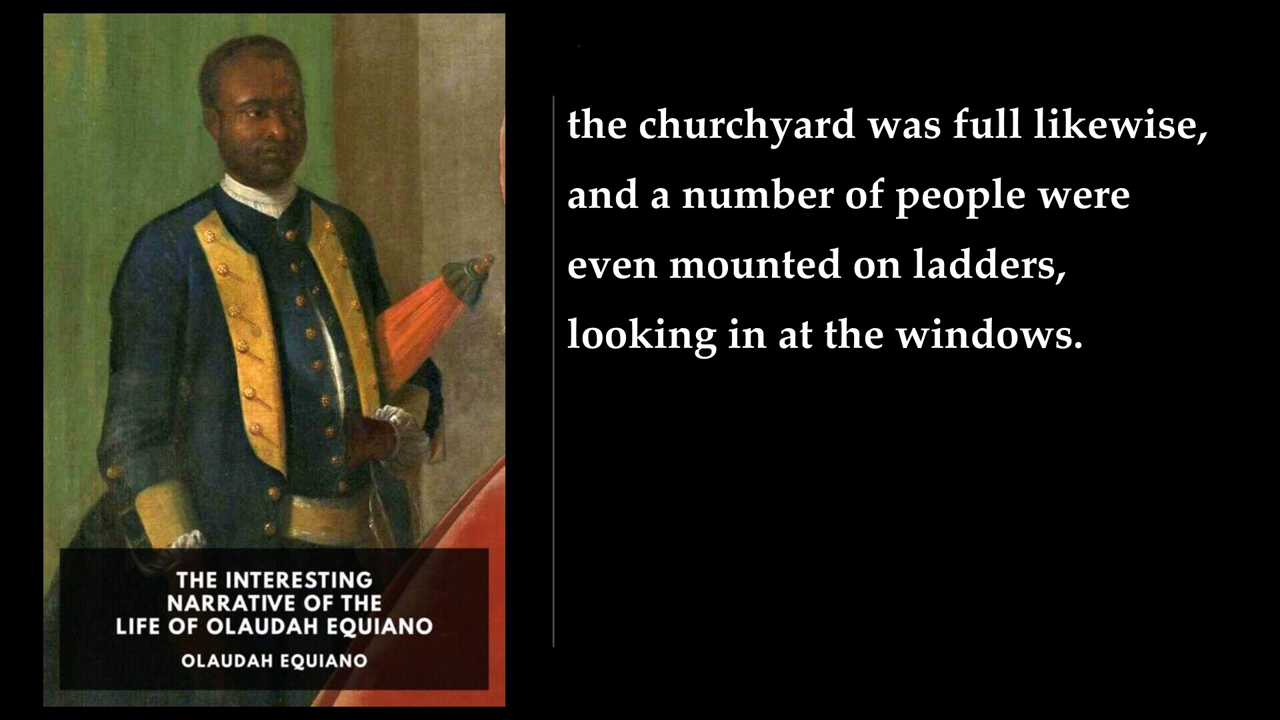 the churchyard was full likewise,
and a number of people were
even mounted on ladders,
looking in at the windows.
THE INTERESTING
NARRATIVE OF THE
LIFE OF OLAUDAH EQUIANO
OLAUDAH EQUIANO